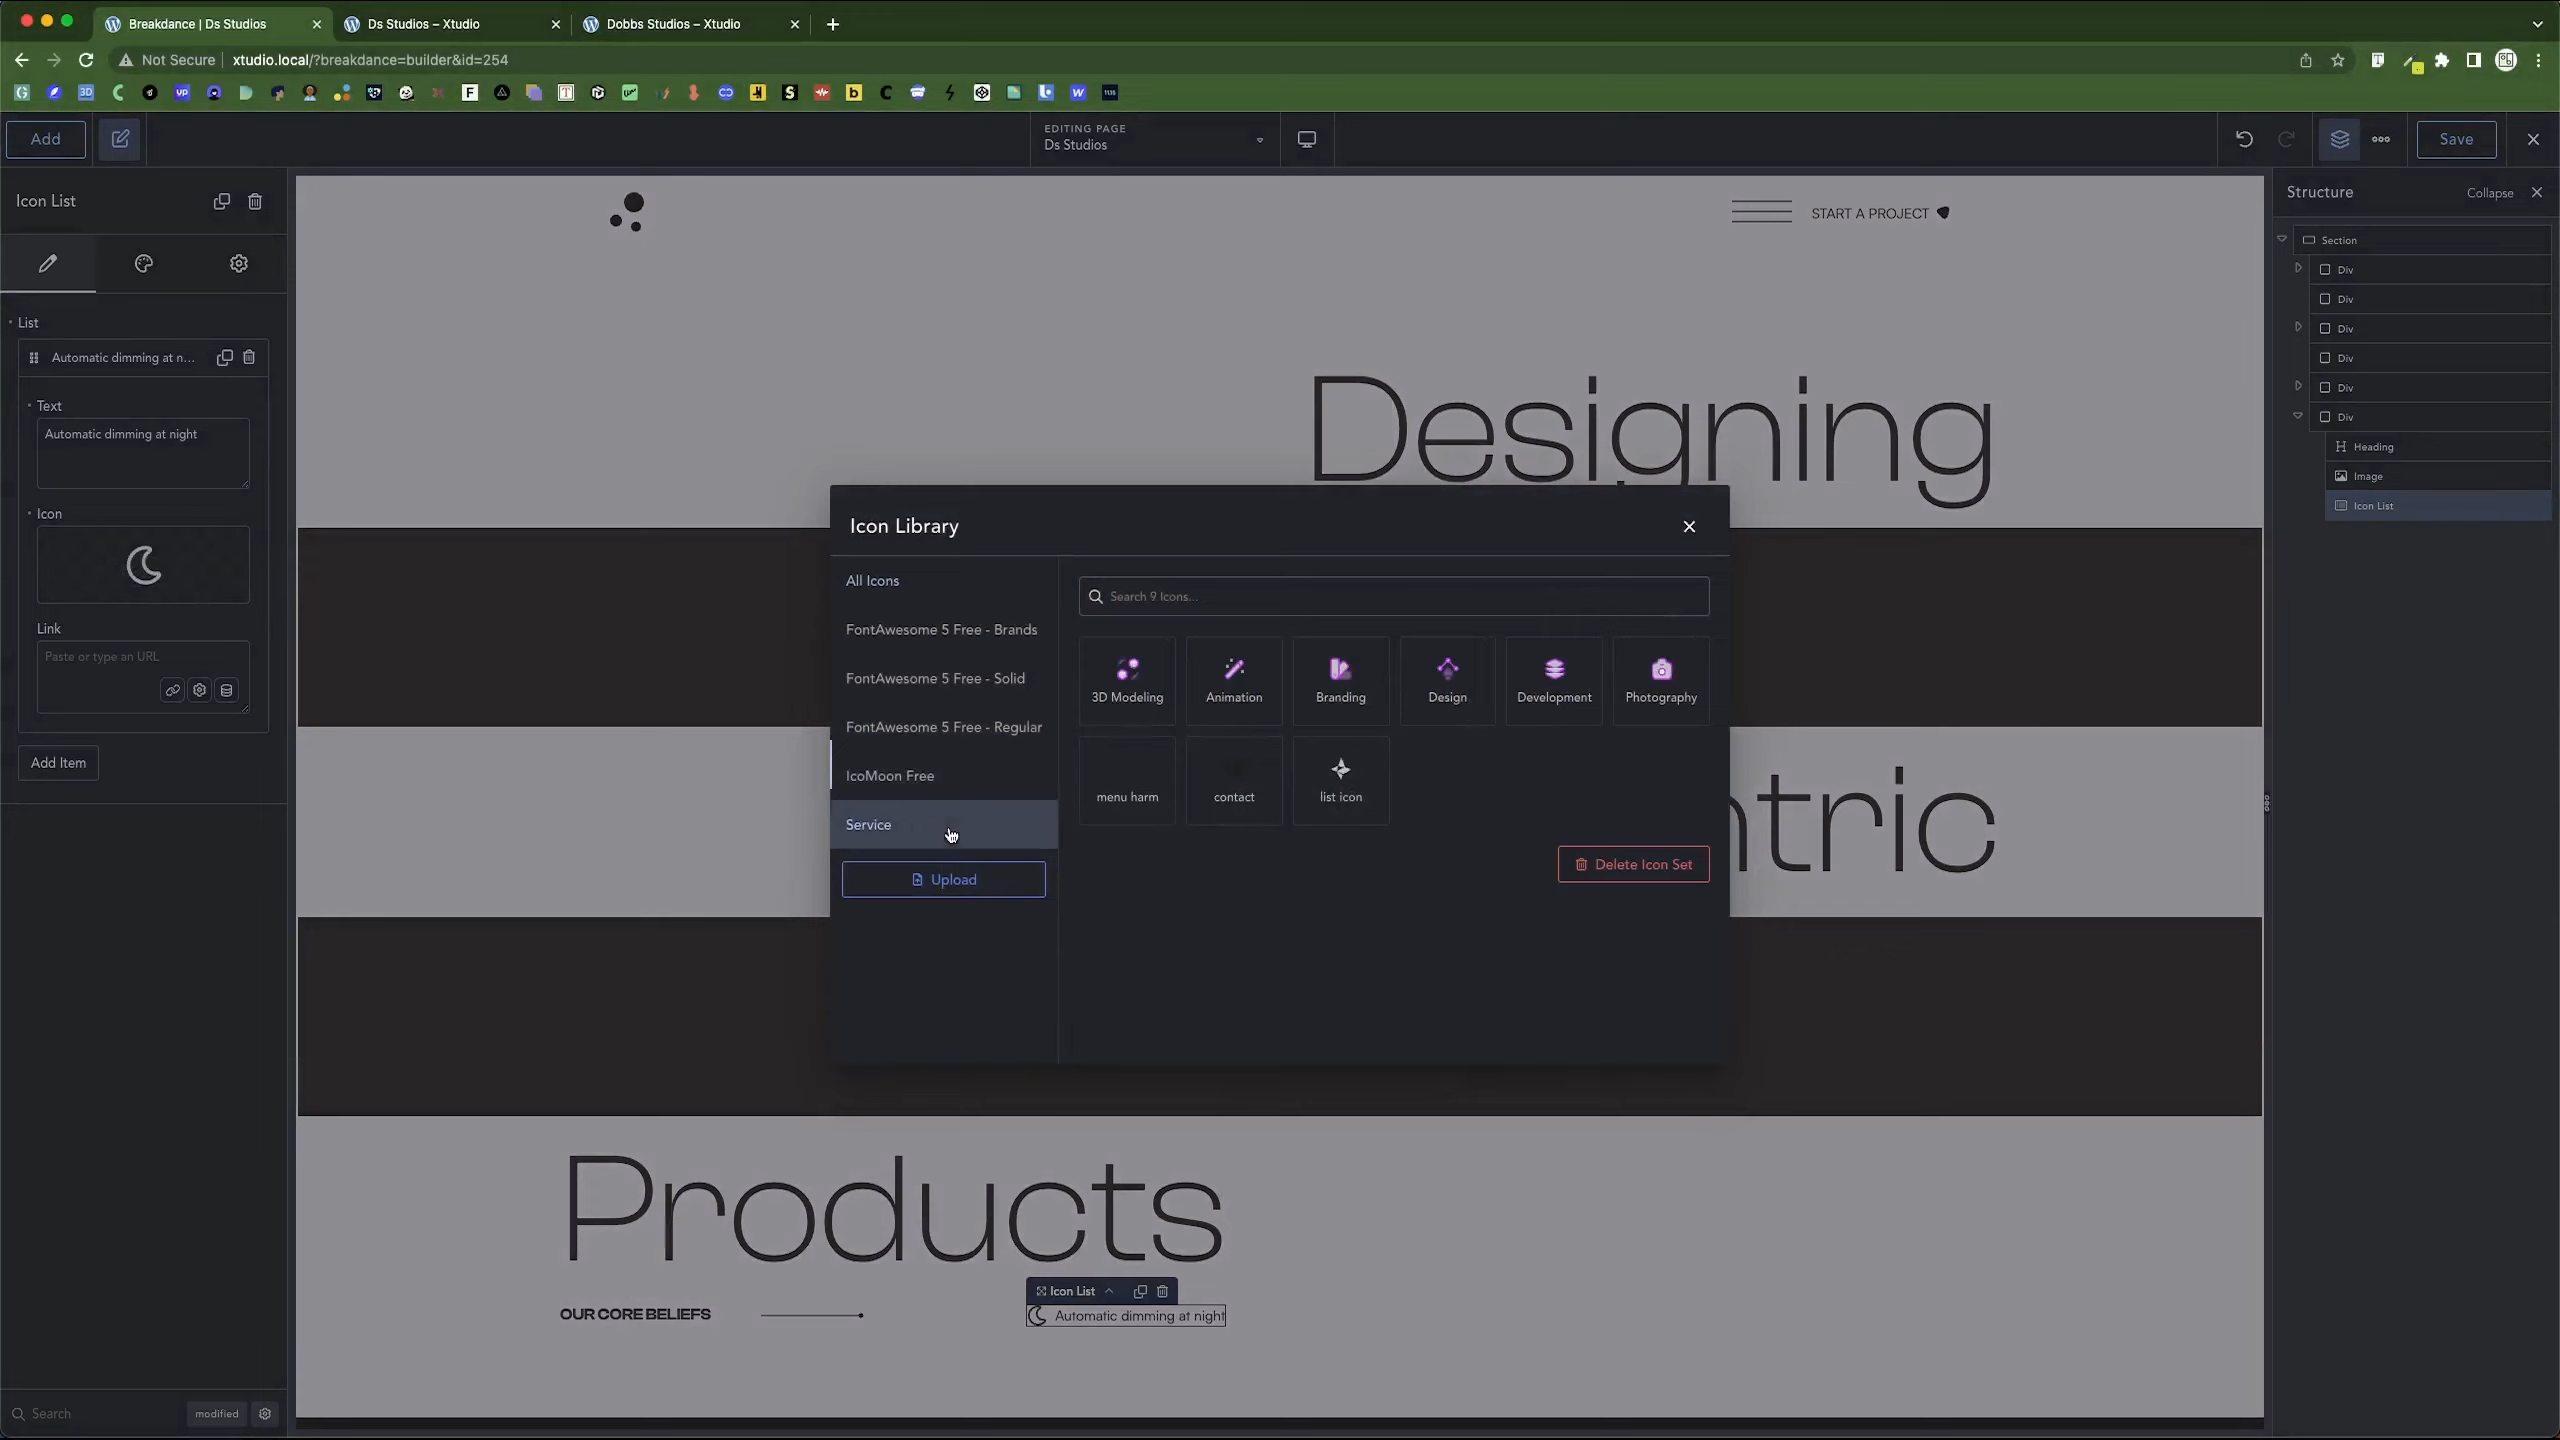 Breakdance | Ds Studios
Ds Studios – Xtudio
Dobbs Studios – Xtudio
Not Secure
xtudio.local/?breakdance=builder&id=254
Add
EDITING PAGE
Ds Studios
Save
Icon List
List
Automatic dimming at n...
Text
Automatic dimming at night
Icon
Link
Paste or type an URL
Add Item
Search
modified
START A PROJECT
Designing
ntric
Products
OUR CORE BELIEFS
Icon List
Automatic dimming at night
Icon Library
All Icons
FontAwesome 5 Free - Brands
FontAwesome 5 Free - Solid
FontAwesome 5 Free - Regular
IcoMoon Free
Service
Upload
Search 9 Icons...
3D Modeling
Animation
Branding
Design
Development
Photography
menu harm
contact
list icon
Delete Icon Set
Structure
Collapse
Section
Div
Div
Div
Div
Div
Div
Heading
Image
Icon List